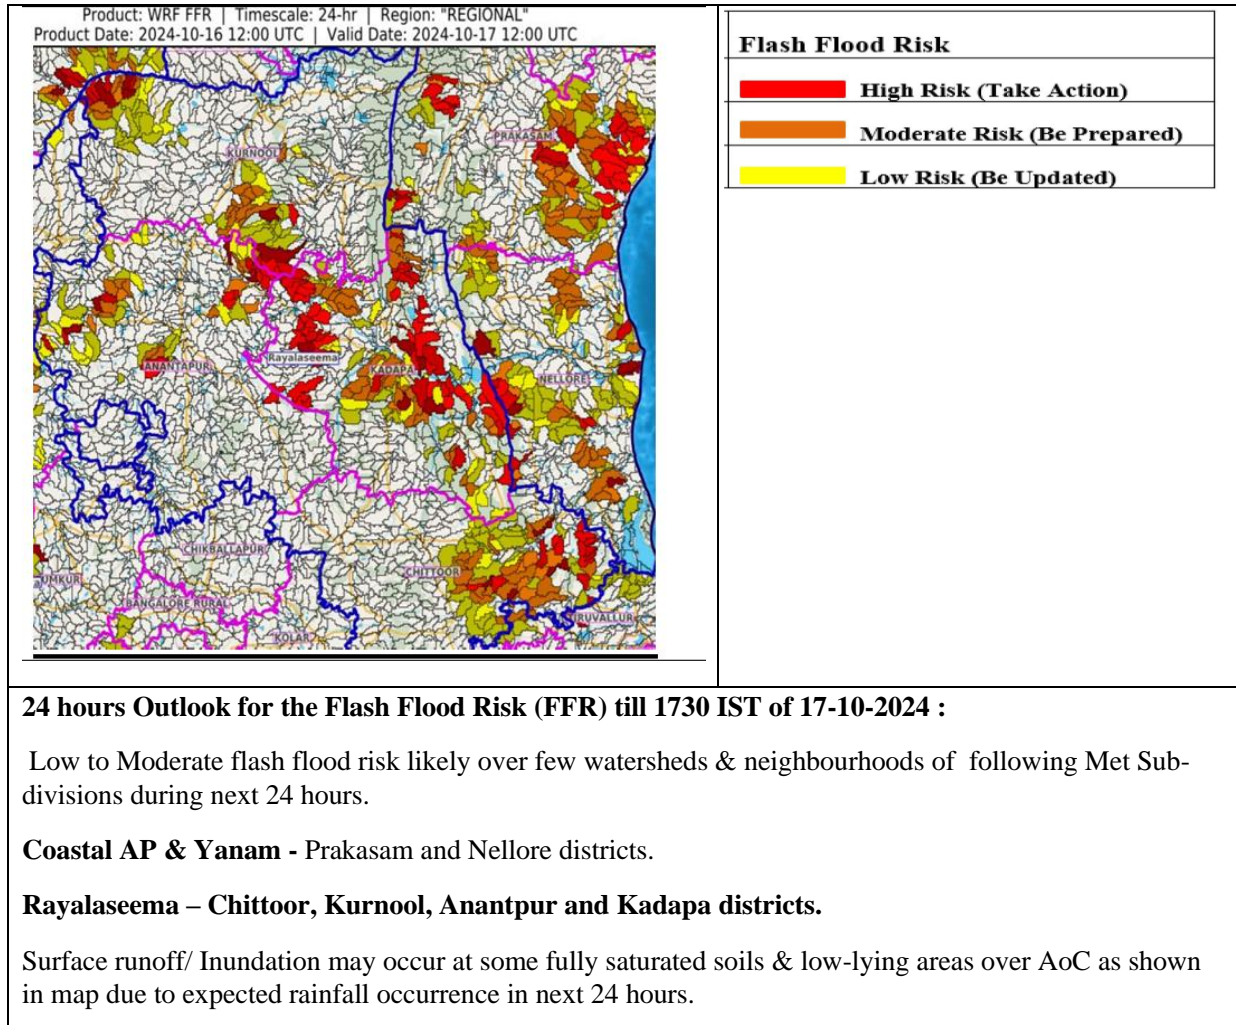 Product: WRF FFR | Timescale: 24-hr | Region: "REGIONAL"
Product Date: 2024-10-16 12:00 UTC | Valid Date: 2024-10-17 12:00 UTC
PRAKASAM
KURNOOL
Rayalaseema
ANANTAPUR
KADAPA
NELLORE
CHIKBALLAPUR
CHITTOOR
UMKUR
BANGALORE RURAL
IRUVALLUR
KOLAR
Flash Flood Risk
High Risk (Take Action)
Moderate Risk (Be Prepared)
Low Risk (Be Updated)
24 hours Outlook for the Flash Flood Risk (FFR) till 1730 IST of 17-10-2024 :
Low to Moderate flash flood risk likely over few watersheds & neighbourhoods of following Met Sub-
divisions during next 24 hours.
Coastal AP & Yanam - Prakasam and Nellore districts.
Rayalaseema – Chittoor, Kurnool, Anantpur and Kadapa districts.
Surface runoff/ Inundation may occur at some fully saturated soils & low-lying areas over AoC as shown
in map due to expected rainfall occurrence in next 24 hours.